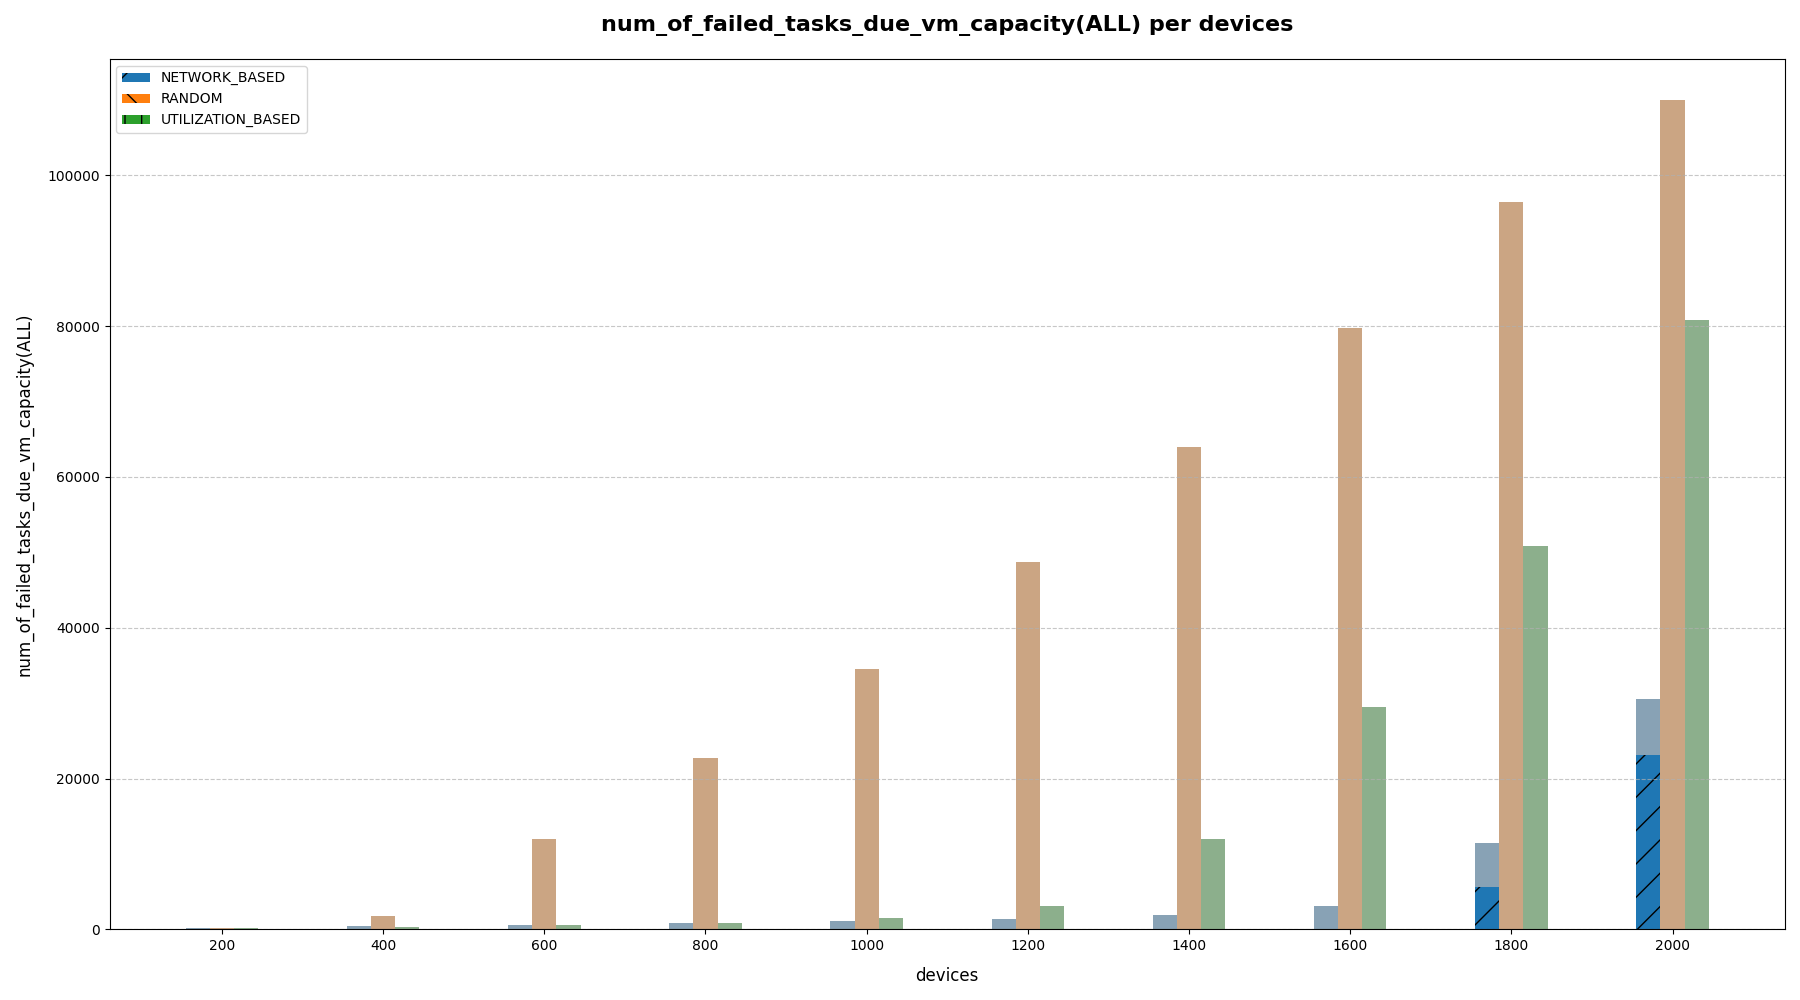 num_of_failed_tasks_due_vm_capacity(ALL) per devices
NETWORK_BASED
RANDOM
UTILIZATION_BASED
num_of_failed_tasks_due_vm_capacity(ALL)
100000
80000
60000
40000
20000
0
200 400 600 800 1000 1200 1400 1600 1800 2000
devices